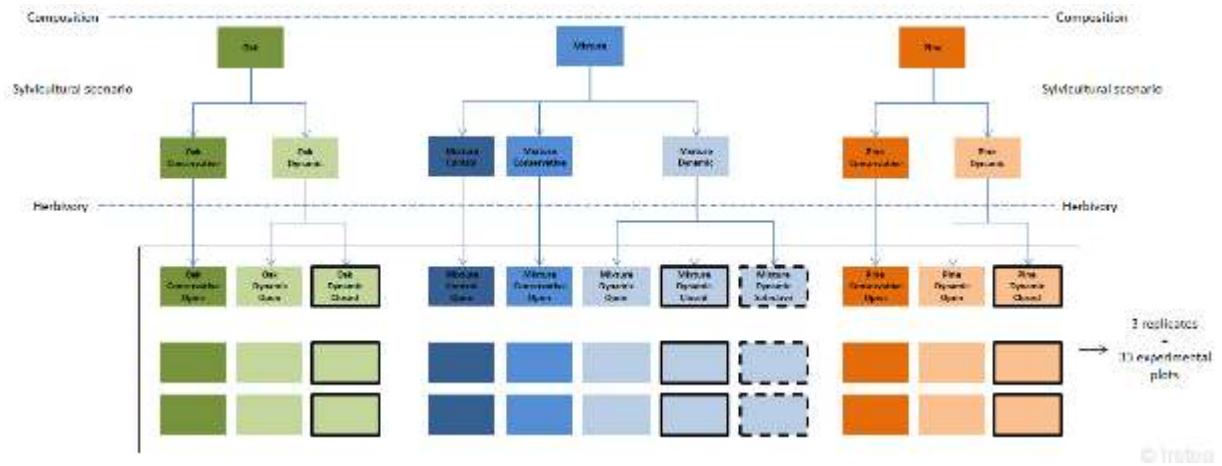 Composition
Composition
Oak
Mixture
Pine
Sylvicultural scenario
Sylvicultural scenario
Oak
Conservative
Oak
Dynamic
Mixture
Control
Mixture
Conservative
Mixture
Dynamic
Pine
Conservative
Pine
Dynamic
Herbivory
Herbivory
Oak
Conservative
Open
Oak
Dynamic
Open
Oak
Dynamic
Closed
Mixture
Control
Open
Mixture
Conservative
Open
Mixture
Dynamic
Open
Mixture
Dynamic
Closed
Mixture
Dynamic
Selective
Pine
Conservative
Open
Pine
Dynamic
Open
Pine
Dynamic
Closed
3 replicates
=
33 experimental
plots
© Irstea